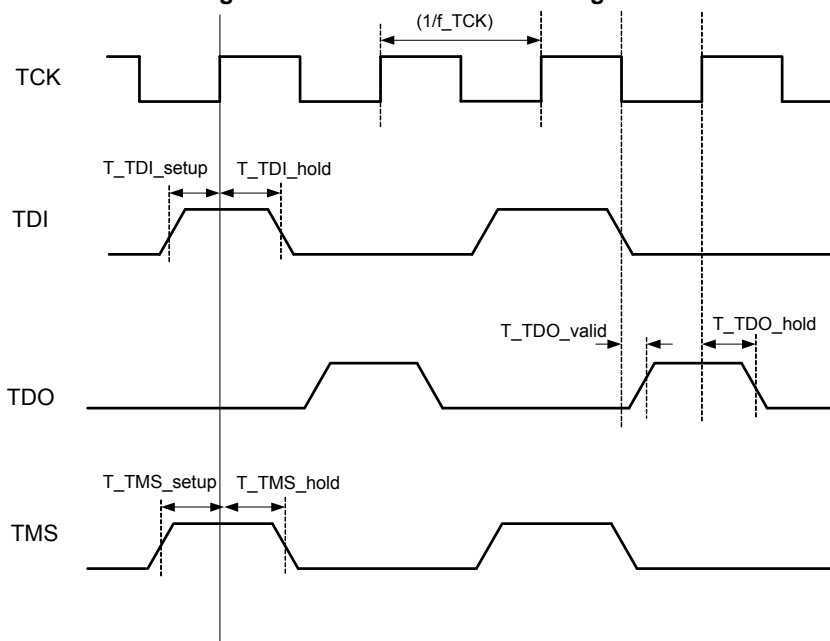 (1/f_TCK)
TCK
T_TDI_setup T_TDI_hold
TDI
T_TDO_valid T_TDO_hold
TDO
T_TMS_setup T_TMS_hold
TMS